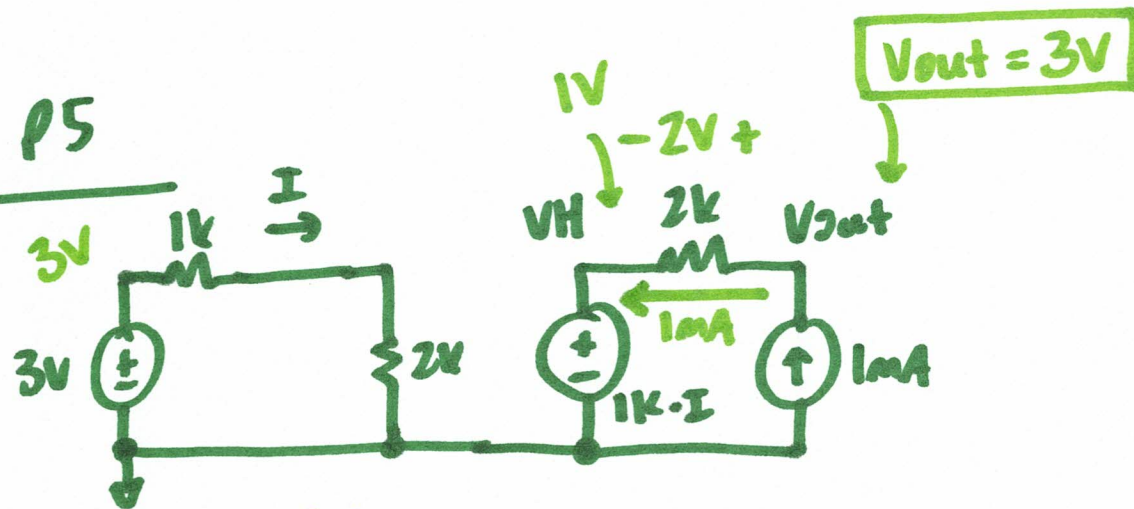 Vout = 3V
P5
1V
-2V+
I
3V
1K
VH
2K
Vout
3V
2K
1mA
1K·I
1mA